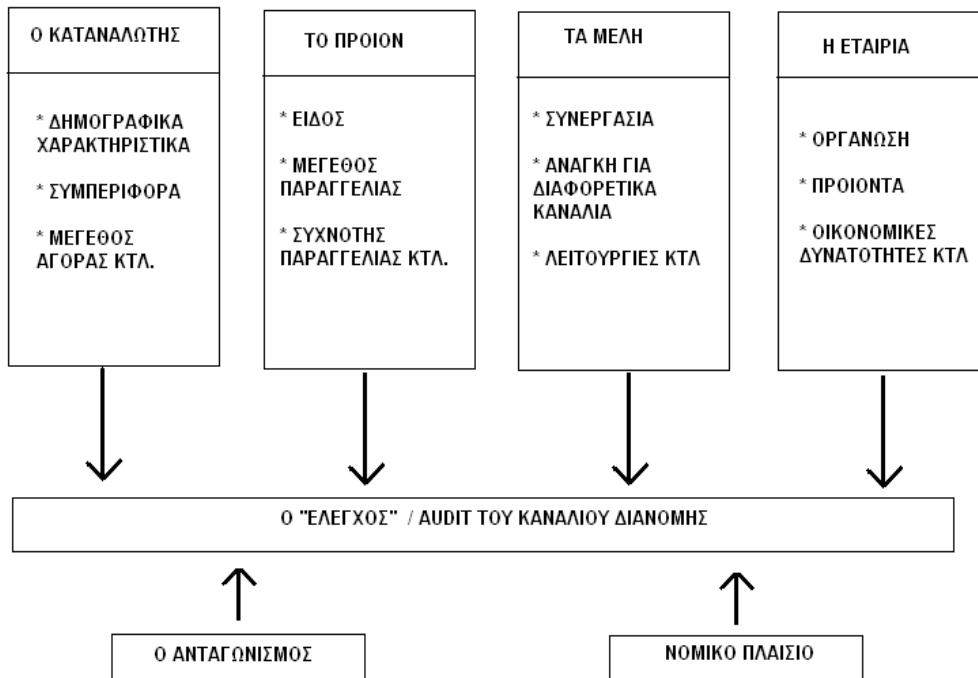 Ο ΚΑΤΑΝΑΛΩΤΗΣ
* ΔΗΜΟΓΡΑΦΙΚΑ
ΧΑΡΑΚΤΗΡΙΣΤΙΚΑ
* ΣΥΜΠΕΡΙΦΟΡΑ
* ΜΕΓΕΘΟΣ
ΑΓΟΡΑΣ ΚΤΛ.
ΤΟ ΠΡΟΙΟΝ
* ΕΙΔΟΣ
* ΜΕΓΕΘΟΣ
ΠΑΡΑΓΓΕΛΙΑΣ
* ΣΥΧΝΟΤΗΣ
ΠΑΡΑΓΓΕΛΙΑΣ ΚΤΛ.
ΤΑ ΜΕΛΗ
* ΣΥΝΕΡΓΑΣΙΑ
* ΑΝΑΓΚΗ ΓΙΑ
ΔΙΑΦΟΡΕΤΙΚΑ
ΚΑΝΑΛΙΑ
* ΛΕΙΤΟΥΡΓΙΕΣ ΚΤΛ
Η ΕΤΑΙΡΙΑ
* ΟΡΓΑΝΩΣΗ
* ΠΡΟΙΟΝΤΑ
* ΟΙΚΟΝΟΜΙΚΕΣ
ΔΥΝΑΤΟΤΗΤΕΣ ΚΤΛ
Ο "ΕΛΕΓΧΟΣ" / AUDIT ΤΟΥ ΚΑΝΑΛΙΟΥ ΔΙΑΝΟΜΗΣ
Ο ΑΝΤΑΓΩΝΙΣΜΟΣ
ΝΟΜΙΚΟ ΠΛΑΙΣΙΟ